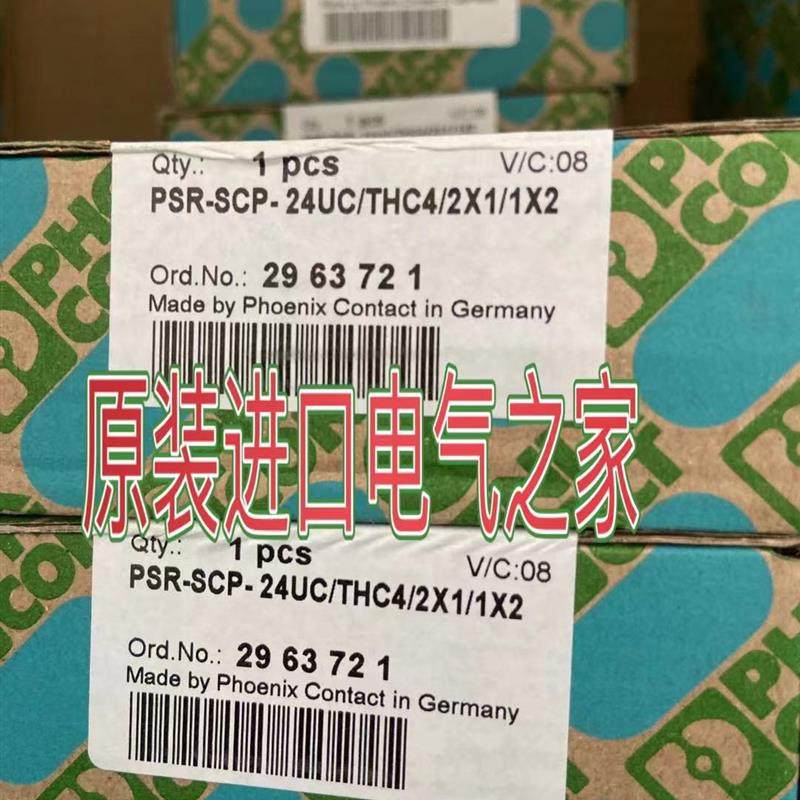 Qty.: 1 pcs V/C:08
PSR-SCP- 24UC/THC4/2X1/1X2
Ord.No.: 29 63 72 1
Made by Phoenix Contact in Germany
原装进口电气之家
Qty.: 1 pcs V/C:08
PSR-SCP- 24UC/THC4/2X1/1X2
Ord.No.: 29 63 72 1
Made by Phoenix Contact in Germany
PHO
CO